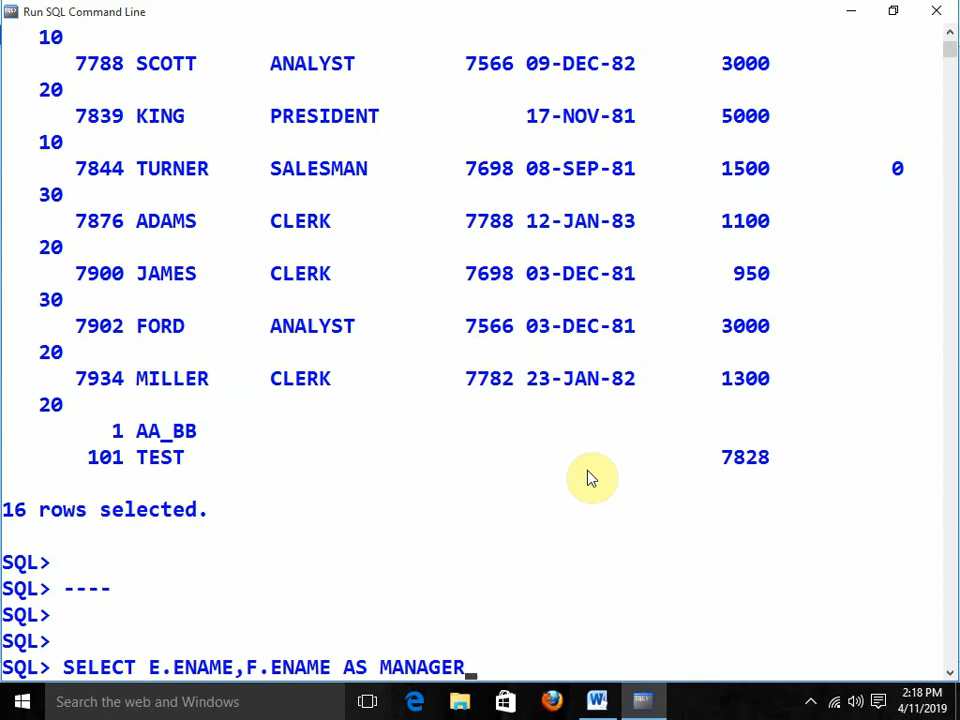 Run SQL Command Line
10
7788 SCOTT ANALYST 7566 09-DEC-82 3000
20
7839 KING PRESIDENT 17-NOV-81 5000
10
7844 TURNER SALESMAN 7698 08-SEP-81 1500 0
30
7876 ADAMS CLERK 7788 12-JAN-83 1100
20
7900 JAMES CLERK 7698 03-DEC-81 950
30
7902 FORD ANALYST 7566 03-DEC-81 3000
20
7934 MILLER CLERK 7782 23-JAN-82 1300
20
1 AA_BB
101 TEST 7828
16 rows selected.
SQL>
SQL> ----
SQL>
SQL>
SQL> SELECT E.ENAME,F.ENAME AS MANAGER_
Search the web and Windows
2:18 PM
4/11/2019